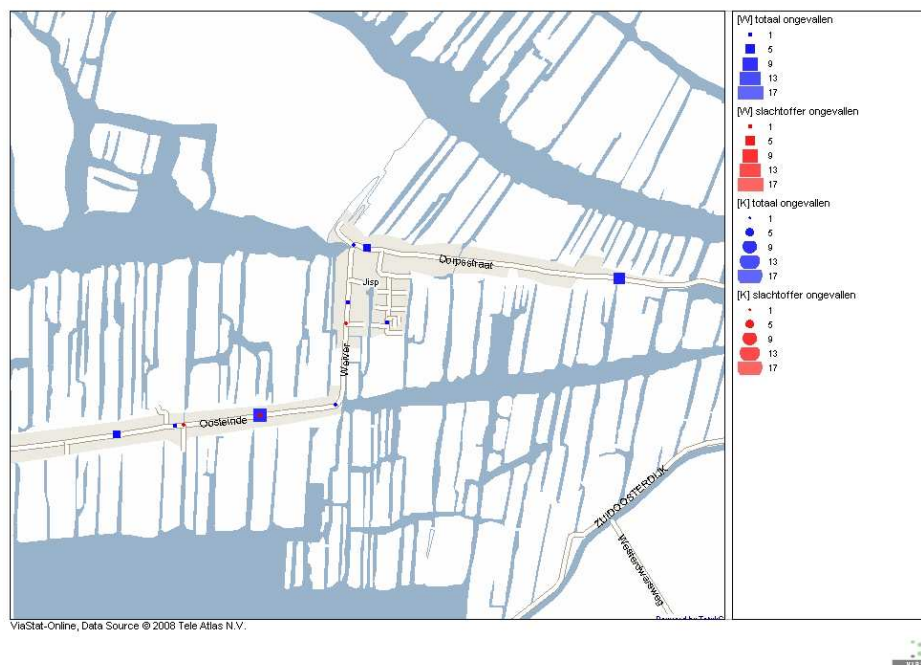 Dorpsstraat
Jisp
Weiver
Oosteinde
ZUIDOOSTERDIJK
Westerdwarsweg
ViaStat-Online, Data Source © 2008 Tele Atlas N.V.
[W] totaal ongevallen
1
5
9
13
17
[W] slachtoffer ongevallen
1
5
9
13
17
[K] totaal ongevallen
1
5
9
13
17
[K] slachtoffer ongevallen
1
5
9
13
17